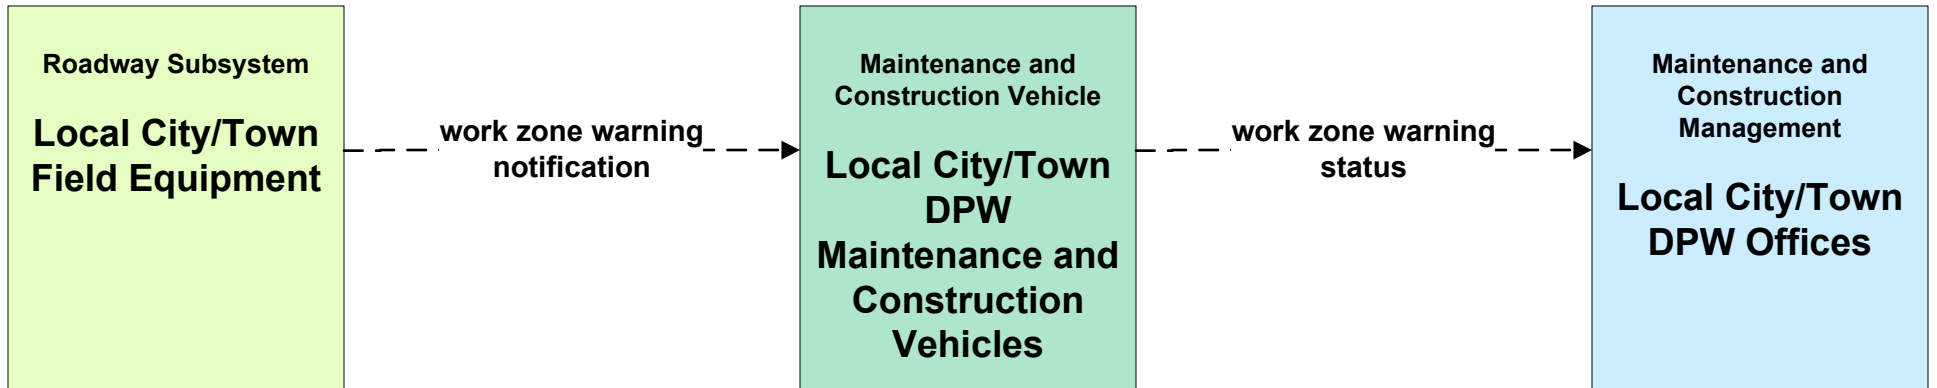 Roadway Subsystem
Local City/Town
Field Equipment
work zone warning
notification
Maintenance and
Construction Vehicle
Local City/Town
DPW
Maintenance and
Construction
Vehicles
work zone warning
status
Maintenance and
Construction
Management
Local City/Town
DPW Offices